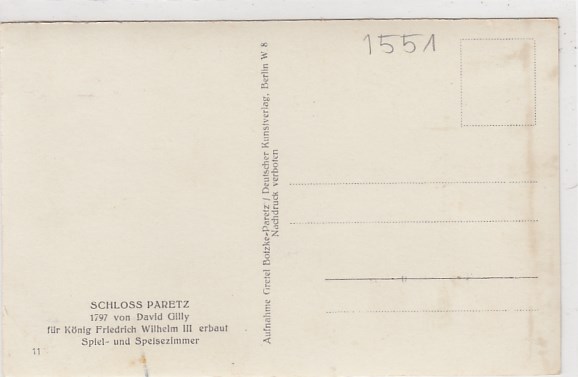 1551
SCHLOSS PARETZ
1797 von David Gilly
für König Friedrich Wilhelm III erbaut
Spiel- und Speisezimmer
11
Aufnahme Gretel Botzke-Paretz / Deutscher Kunstverlag, Berlin W 8
Nachdruck verboten